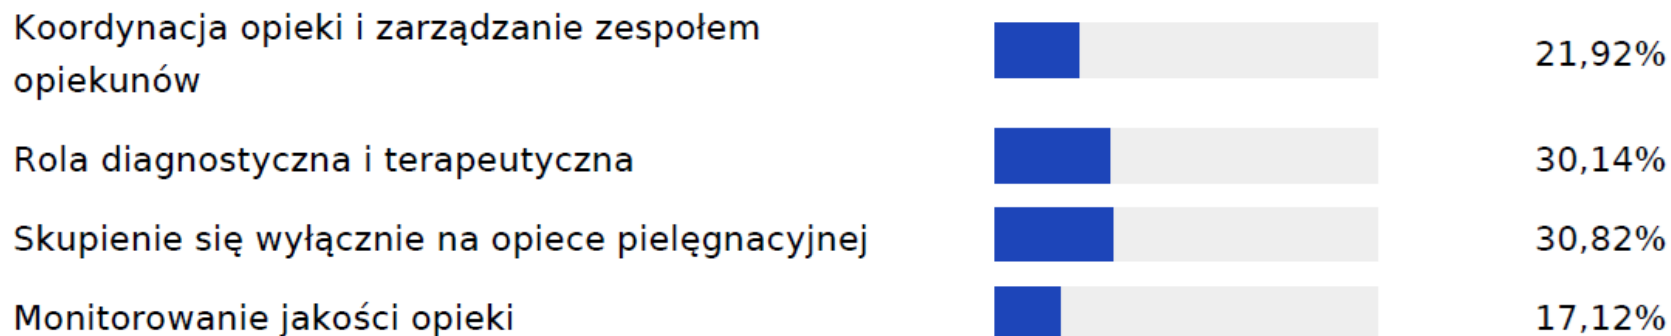 Koordynacja opieki i zarządzanie zespołem
opiekunów
21,92%
Rola diagnostyczna i terapeutyczna 30,14%
Skupienie się wyłącznie na opiece pielęgnacyjnej 30,82%
Monitorowanie jakości opieki 17,12%